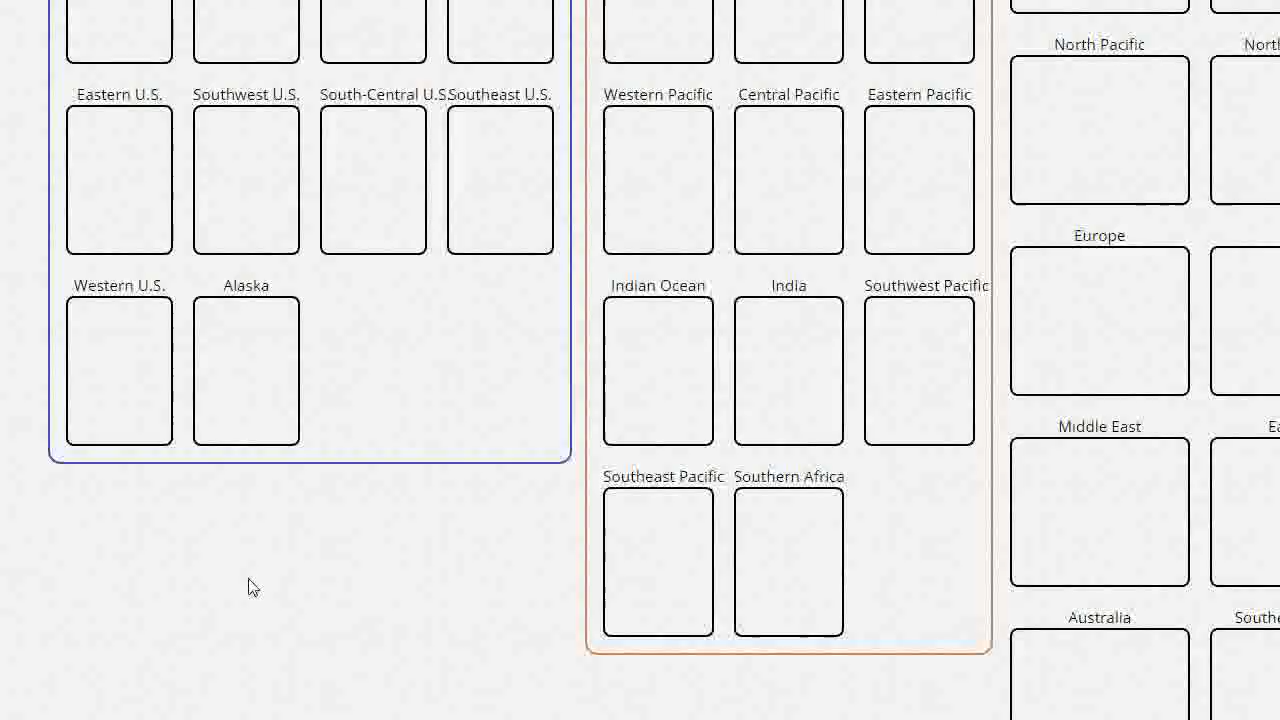 North Pacific
Eastern U.S. Southwest U.S. South-Central U.S. Southeast U.S. Western Pacific Central Pacific Eastern Pacific
Europe
Western U.S. Alaska Indian Ocean India Southwest Pacific
Middle East
Southeast Pacific Southern Africa
Australia